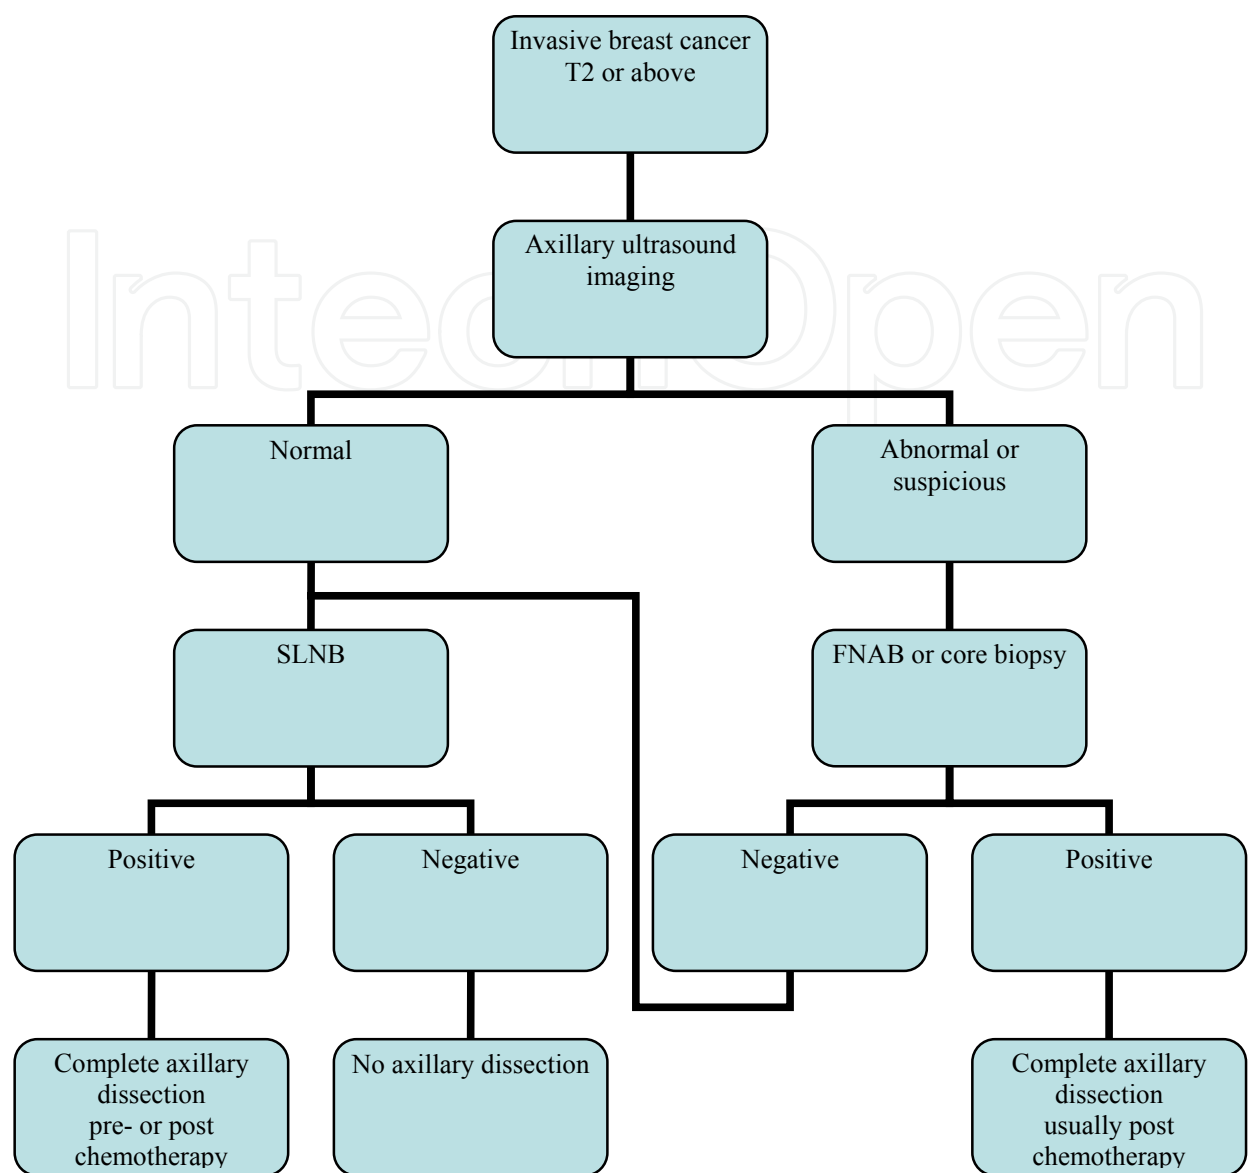 Invasive breast cancer
T2 or above
Axillary ultrasound
imaging
IntechOpen
Normal
Abnormal or
suspicious
SLNB
FNAB or core biopsy
Positive
Negative
Negative
Positive
Complete axillary
dissection
pre- or post
chemotherapy
No axillary dissection
Complete axillary
dissection
usually post
chemotherapy